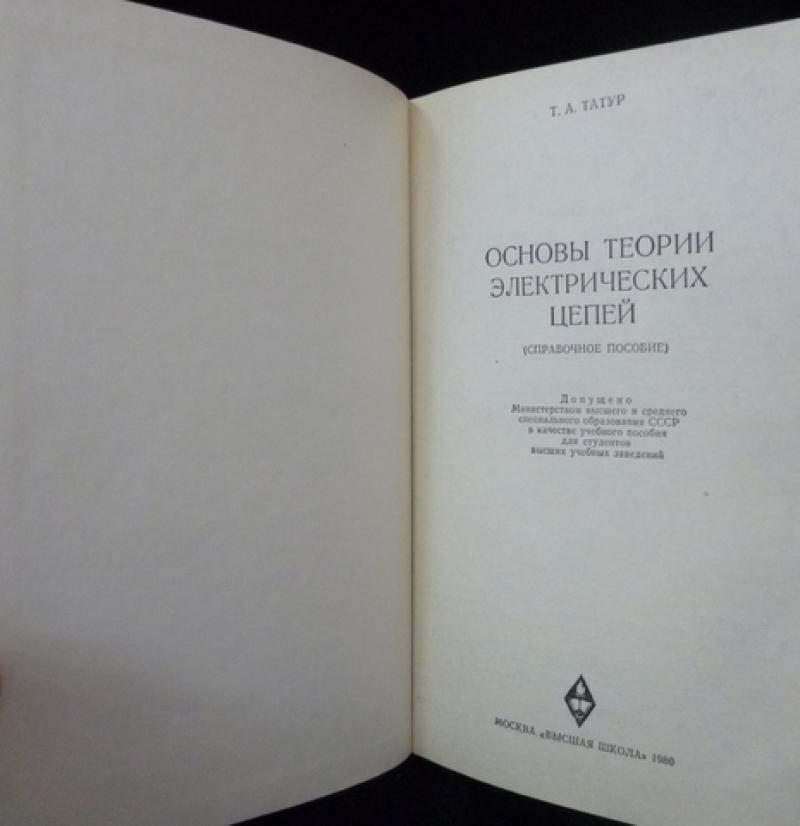 Т. А. ТАТУР
ОСНОВЫ ТЕОРИИ
ЭЛЕКТРИЧЕСКИХ
ЦЕПЕЙ
(СПРАВОЧНОЕ ПОСОБИЕ)
Допущено
Министерством высшего и среднего
специального образования СССР
в качестве учебного пособия
для студентов
высших учебных заведений
МОСКВА «ВЫСШАЯ ШКОЛА» 1980